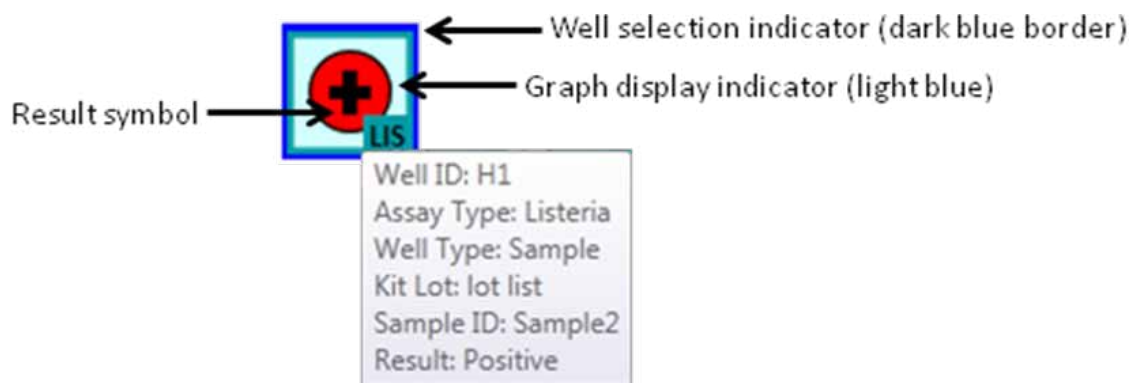 Well selection indicator (dark blue border)
Graph display indicator (light blue)
Result symbol
LIS
Well ID: H1
Assay Type: Listeria
Well Type: Sample
Kit Lot: lot list
Sample ID: Sample2
Result: Positive